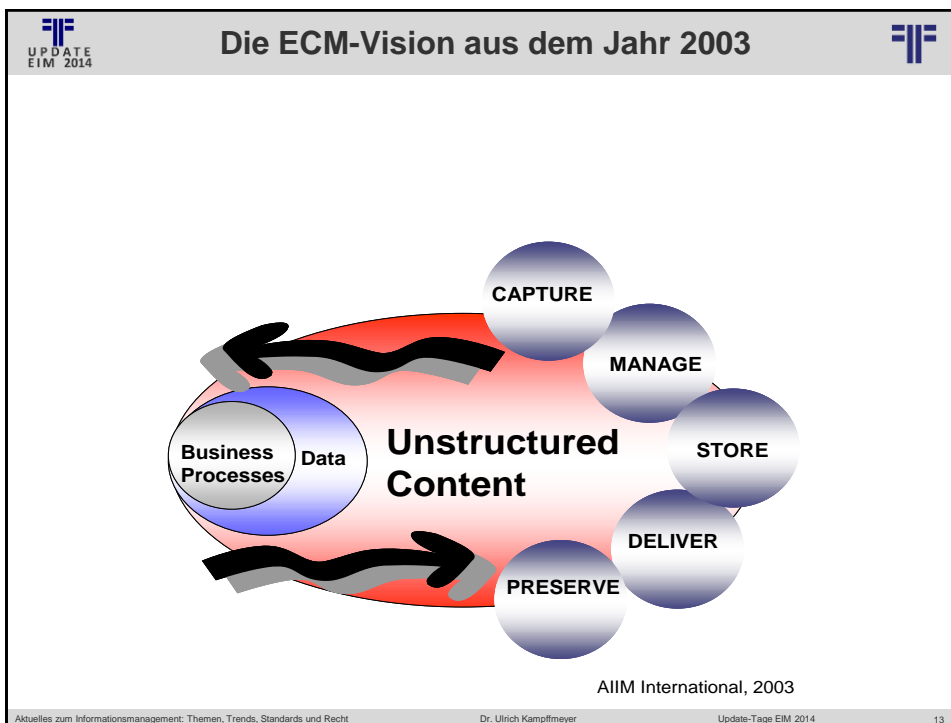 UPDATE
EIM 2014
Die ECM-Vision aus dem Jahr 2003
CAPTURE
MANAGE
STORE
DELIVER
PRESERVE
Business
Processes
Data
Unstructured
Content
AIIM International, 2003
Aktuelles zum Informationsmanagement: Themen, Trends, Standards und Recht
Dr. Ulrich Kampffmeyer
Update-Tage EIM 2014
13